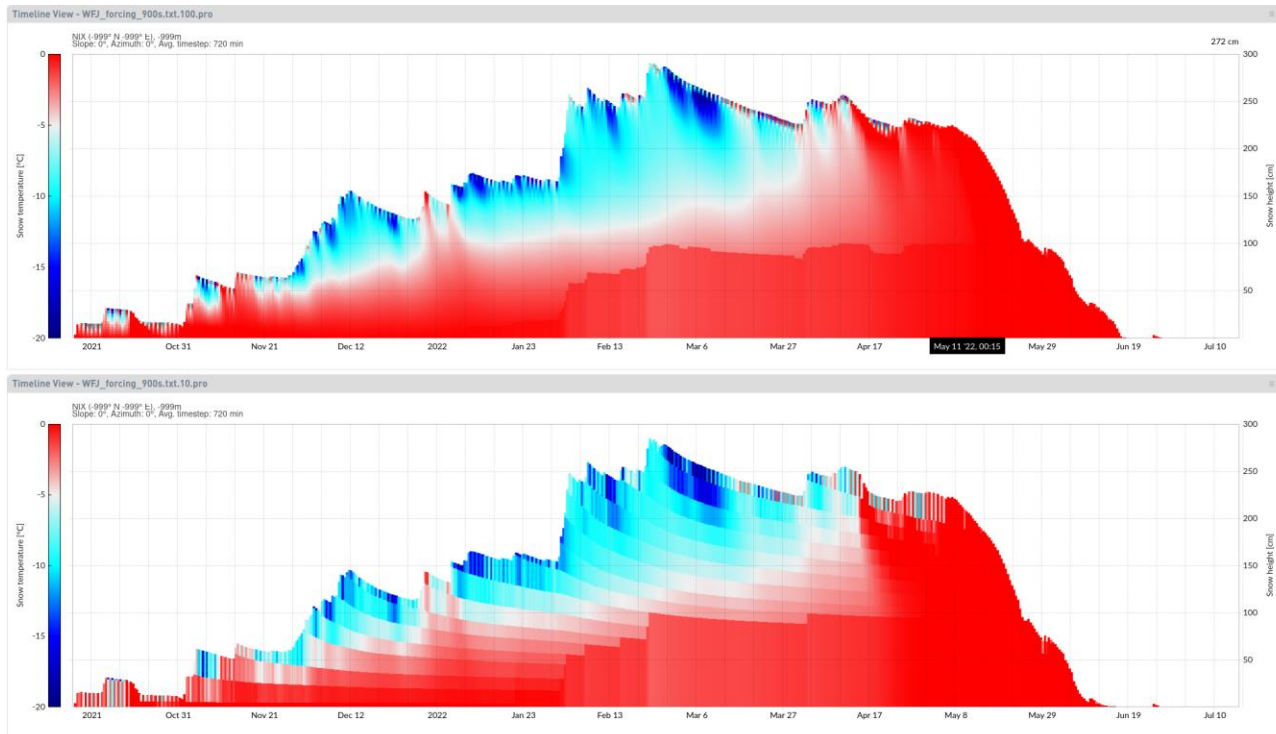 Timeline View - WFJ_forcing_900s.txt.100.pro
NIX (-999° N -999° E), -999m
Slope: 0°, Azimuth: 0°, Avg. timestep: 720 min
272 cm
0
-5
-10
-15
-20
Snow temperature [°C]
300
250
200
150
100
50
Snow height [cm]
2021
Oct 31
Nov 21
Dec 12
2022
Jan 23
Feb 13
Mar 6
Mar 27
Apr 17
May 11 '22, 00:15
May 29
Jun 19
Jul 10
Timeline View - WFJ_forcing_900s.txt.10.pro
NIX (-999° N -999° E), -999m
Slope: 0°, Azimuth: 0°, Avg. timestep: 720 min
0
-5
-10
-15
-20
Snow temperature [°C]
300
250
200
150
100
50
Snow height [cm]
2021
Oct 31
Nov 21
Dec 12
2022
Jan 23
Feb 13
Mar 6
Mar 27
Apr 17
May 8
May 29
Jun 19
Jul 10